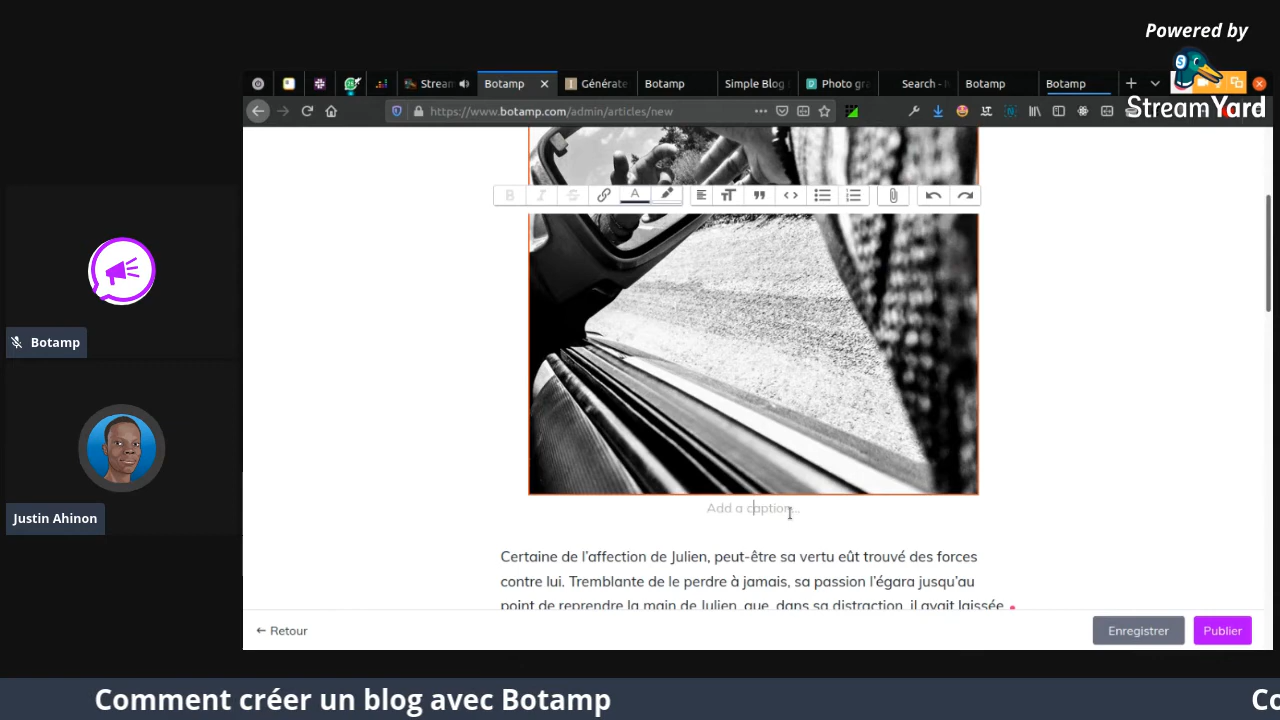 Powered by
StreamYard
Stream
Botamp
Générate
Botamp
Simple Blog
Photo gr
Search -
Botamp
Botamp
https://www.botamp.com/admin/articles/new
Add a caption...
Certaine de l'affection de Julien, peut-être sa vertu eût trouvé des forces
contre lui. Tremblante de le perdre à jamais, sa passion l'égara jusqu'au
point de reprendre la main de Julien, que, dans sa distraction, il avait laissée
← Retour
Enregistrer
Publier
Botamp
Justin Ahinon
Comment créer un blog avec Botamp
Co